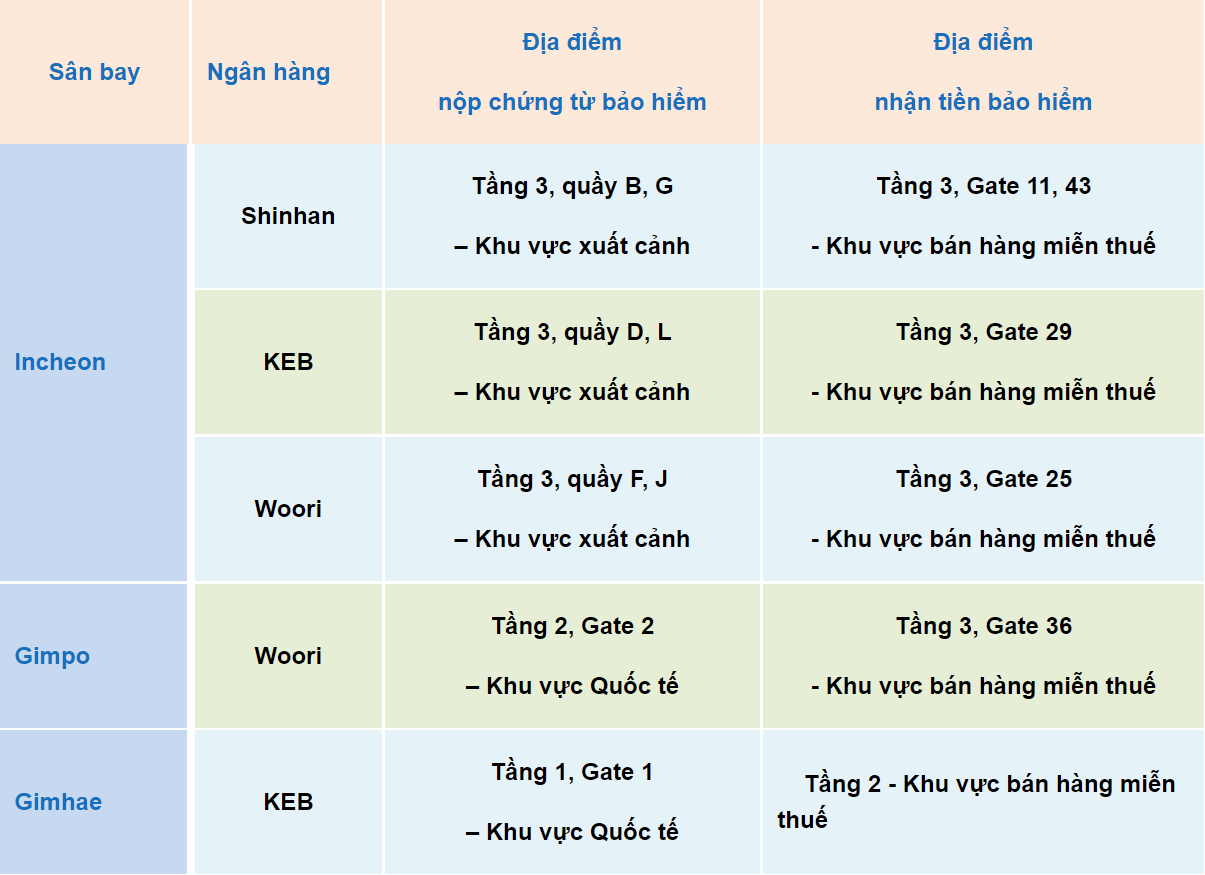 Sân bay
Ngân hàng
Địa điểm
nộp chứng từ bảo hiểm
Địa điểm
nhận tiền bảo hiểm
Incheon
Shinhan
Tầng 3, quầy B, G
– Khu vực xuất cảnh
Tầng 3, Gate 11, 43
- Khu vực bán hàng miễn thuế
KEB
Tầng 3, quầy D, L
– Khu vực xuất cảnh
Tầng 3, Gate 29
- Khu vực bán hàng miễn thuế
Woori
Tầng 3, quầy F, J
– Khu vực xuất cảnh
Tầng 3, Gate 25
- Khu vực bán hàng miễn thuế
Gimpo
Woori
Tầng 2, Gate 2
– Khu vực Quốc tế
Tầng 3, Gate 36
- Khu vực bán hàng miễn thuế
Gimhae
KEB
Tầng 1, Gate 1
– Khu vực Quốc tế
Tầng 2 - Khu vực bán hàng miễn
thuế